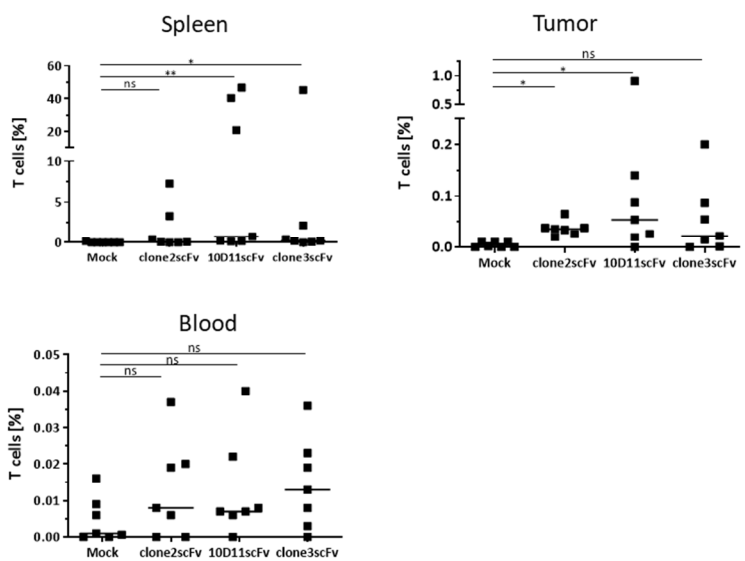 Spleen
T cells [%]
60
40
20
10
5
0
ns
**
*
Mock clone2scFv 10D11scFv clone3scFv
Tumor
T cells [%]
1.0
0.5
0.2
0.1
0.0
*
*
ns
Mock clone2scFv 10D11scFv clone3scFv
Blood
T cells [%]
0.05
0.04
0.03
0.02
0.01
0.00
ns
ns
ns
Mock clone2scFv 10D11scFv clone3scFv